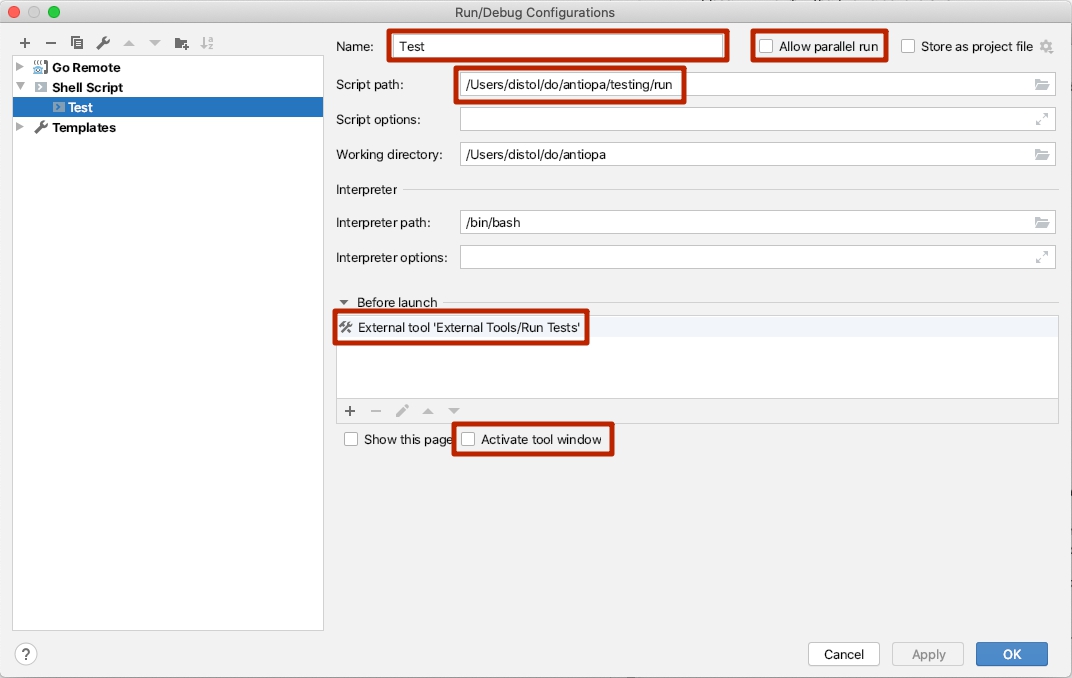 Run/Debug Configurations
Name: Test Allow parallel run Store as project file
Go Remote
Shell Script
Test
Templates
Script path: /Users/distol/do/antiopa/testing/run
Script options:
Working directory: /Users/distol/do/antiopa
Interpreter
Interpreter path: /bin/bash
Interpreter options:
Before launch
External tool 'External Tools/Run Tests'
Show this page Activate tool window
? Cancel Apply OK